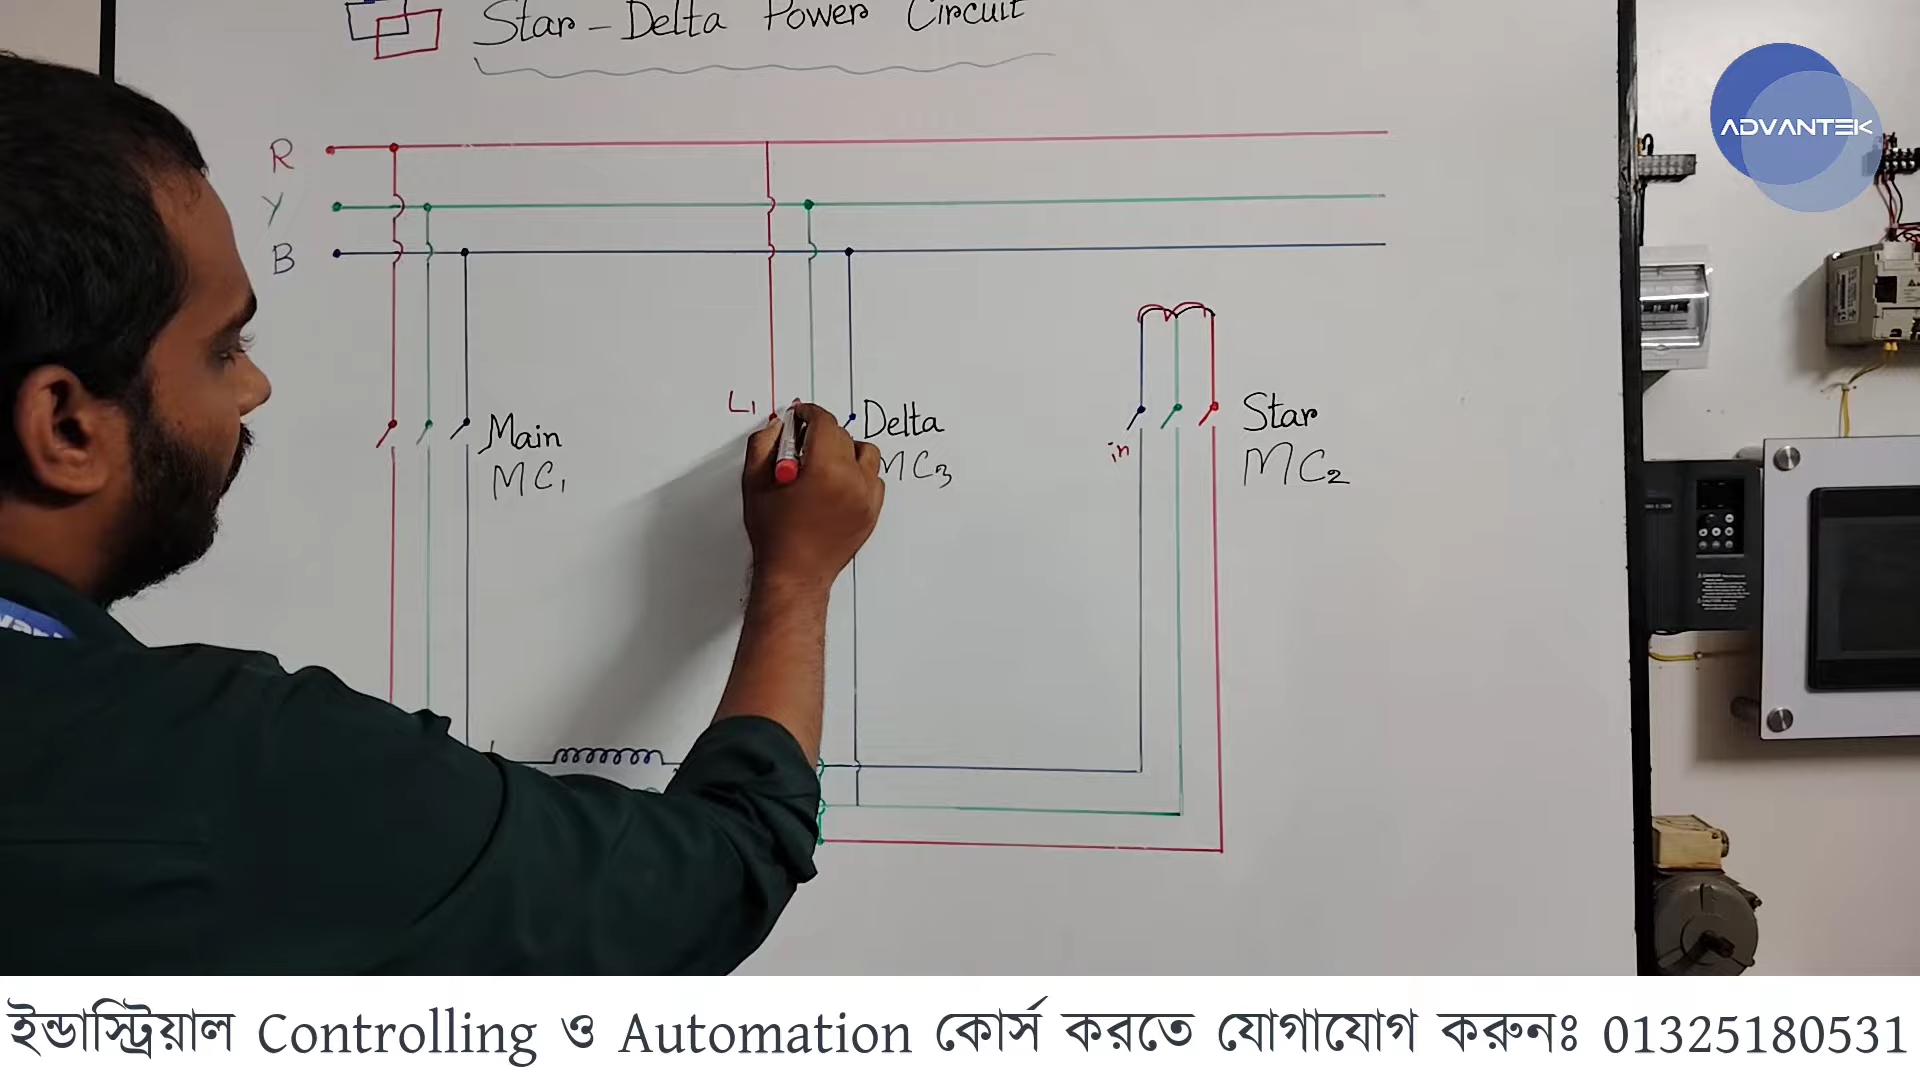 Star-Delta Power Circuit
ADVANTEK
R
Y
B
L1
Main
MC1
Delta
MC3
in
Star
MC2
ইন্ডাস্ট্রিয়াল Controlling ও Automation কোর্স করতে যোগাযোগ করুনঃ 01325180531